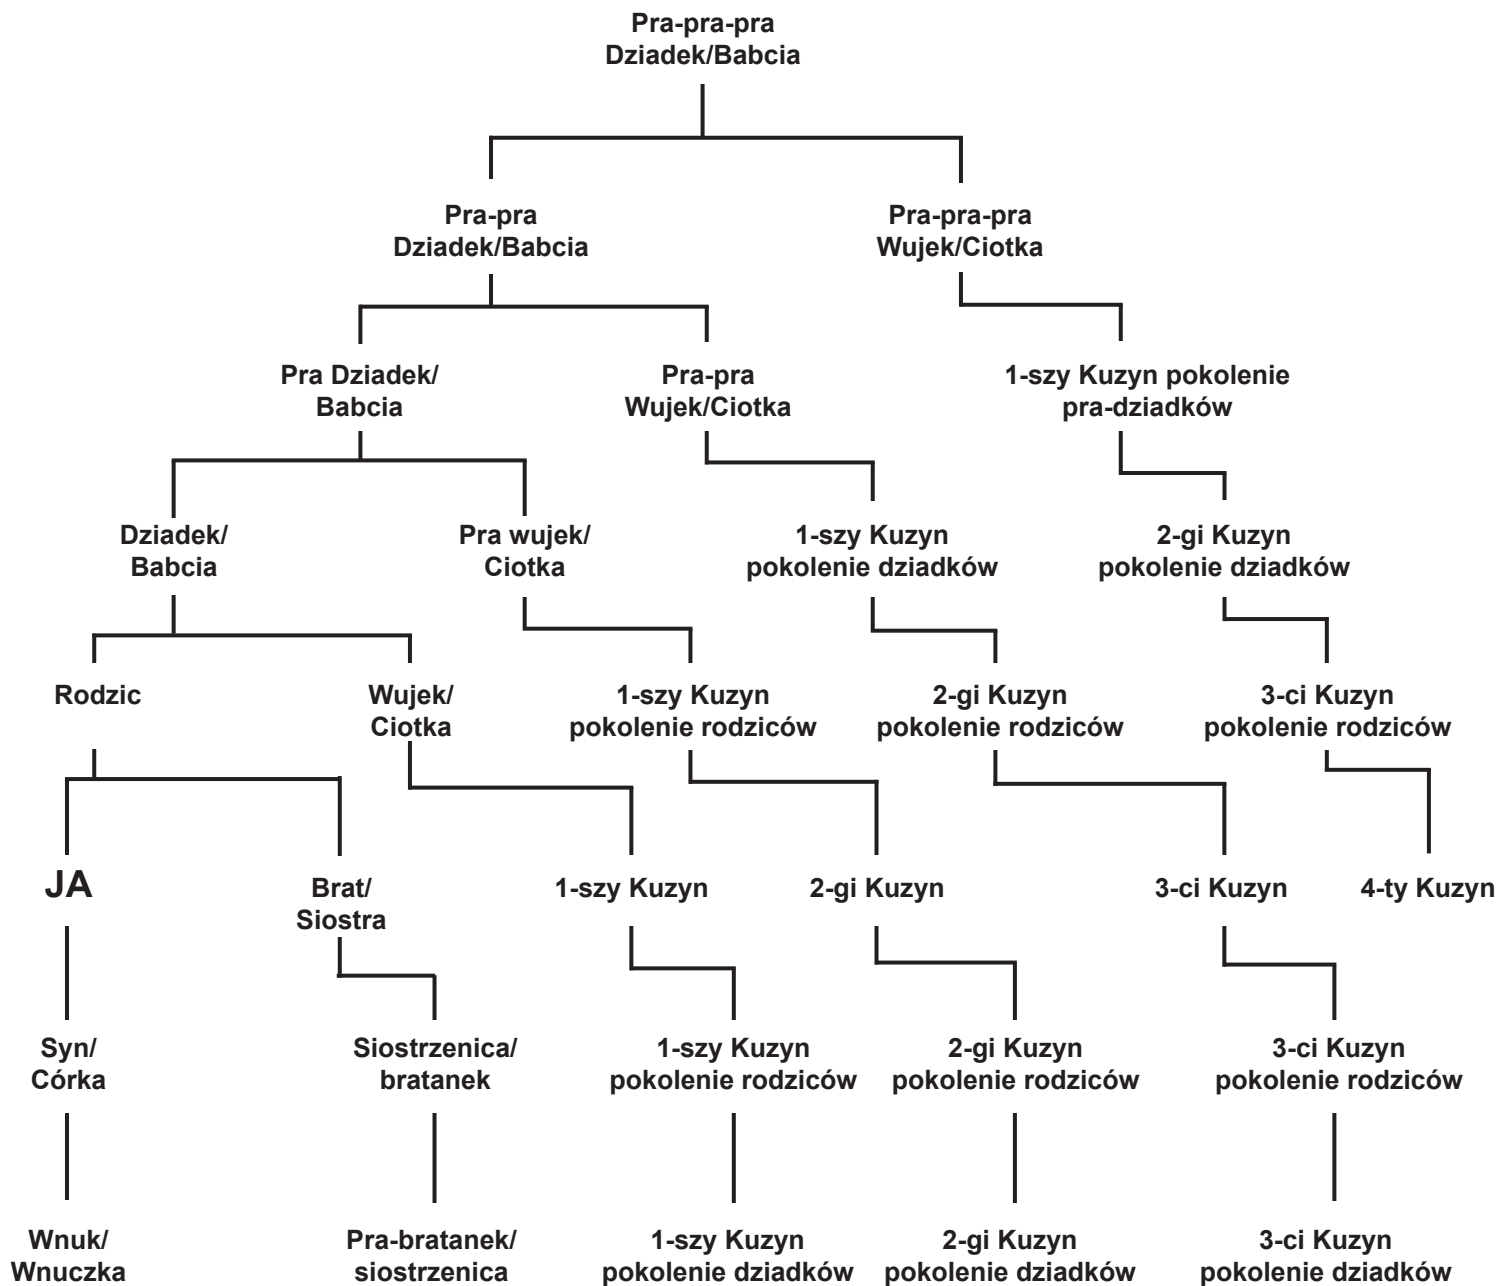 Pra-pra-pra
Dziadek/Babcia
Pra-pra
Dziadek/Babcia
Pra-pra-pra
Wujek/Ciotka
Pra Dziadek/
Babcia
Pra-pra
Wujek/Ciotka
1-szy Kuzyn pokolenie
pra-dziadków
Dziadek/
Babcia
Pra wujek/
Ciotka
1-szy Kuzyn
pokolenie dziadków
2-gi Kuzyn
pokolenie dziadków
Rodzic
Wujek/
Ciotka
1-szy Kuzyn
pokolenie rodziców
2-gi Kuzyn
pokolenie rodziców
3-ci Kuzyn
pokolenie rodziców
JA
Brat/
Siostra
1-szy Kuzyn
2-gi Kuzyn
3-ci Kuzyn
4-ty Kuzyn
Syn/
Córka
Siostrzenica/
bratanek
1-szy Kuzyn
pokolenie rodziców
2-gi Kuzyn
pokolenie rodziców
3-ci Kuzyn
pokolenie rodziców
Wnuk/
Wnuczka
Pra-bratanek/
siostrzenica
1-szy Kuzyn
pokolenie dziadków
2-gi Kuzyn
pokolenie dziadków
3-ci Kuzyn
pokolenie dziadków